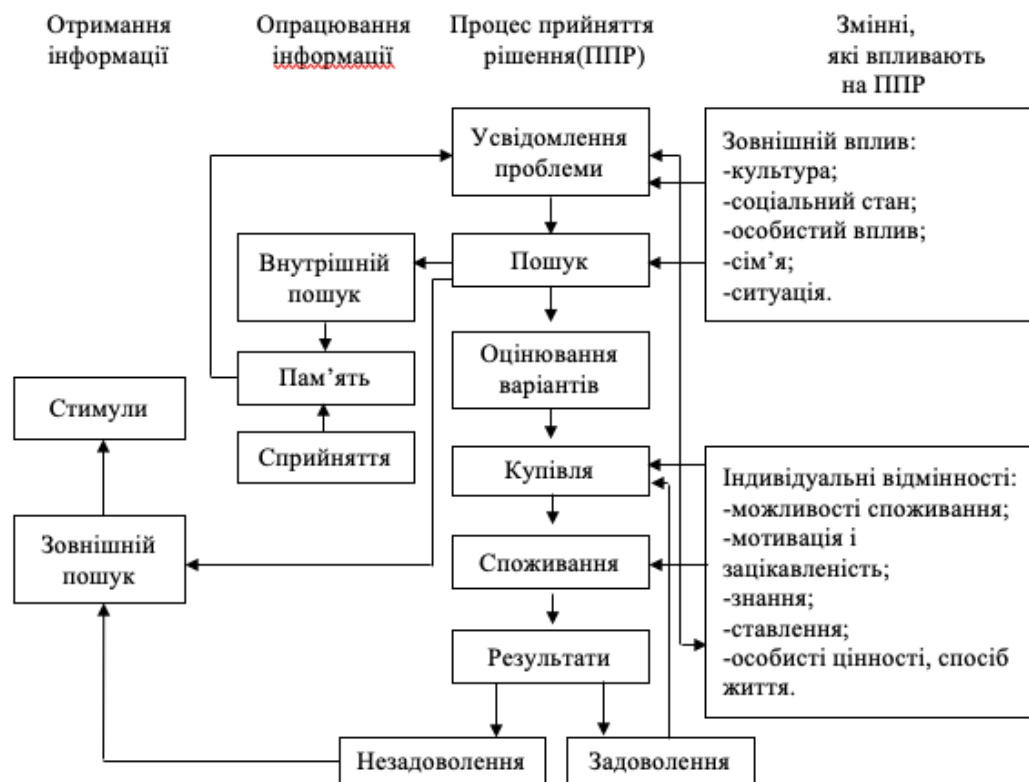 Отримання
інформації
Опрацювання
інформації
Процес прийняття
рішення(ППР)
Змінні,
які впливають
на ППР
Усвідомлення
проблеми
Зовнішній вплив:
-культура;
-соціальний стан;
-особистий вплив;
-сім’я;
-ситуація.
Внутрішній
пошук
Пошук
Оцінювання
варіантів
Пам’ять
Стимули
Сприйняття
Купівля
Індивідуальні відмінності:
-можливості споживання;
-мотивація і
зацікавленість;
-знання;
-ставлення;
-особисті цінності, спосіб
життя.
Зовнішній
пошук
Споживання
Результати
Незадоволення
Задоволення